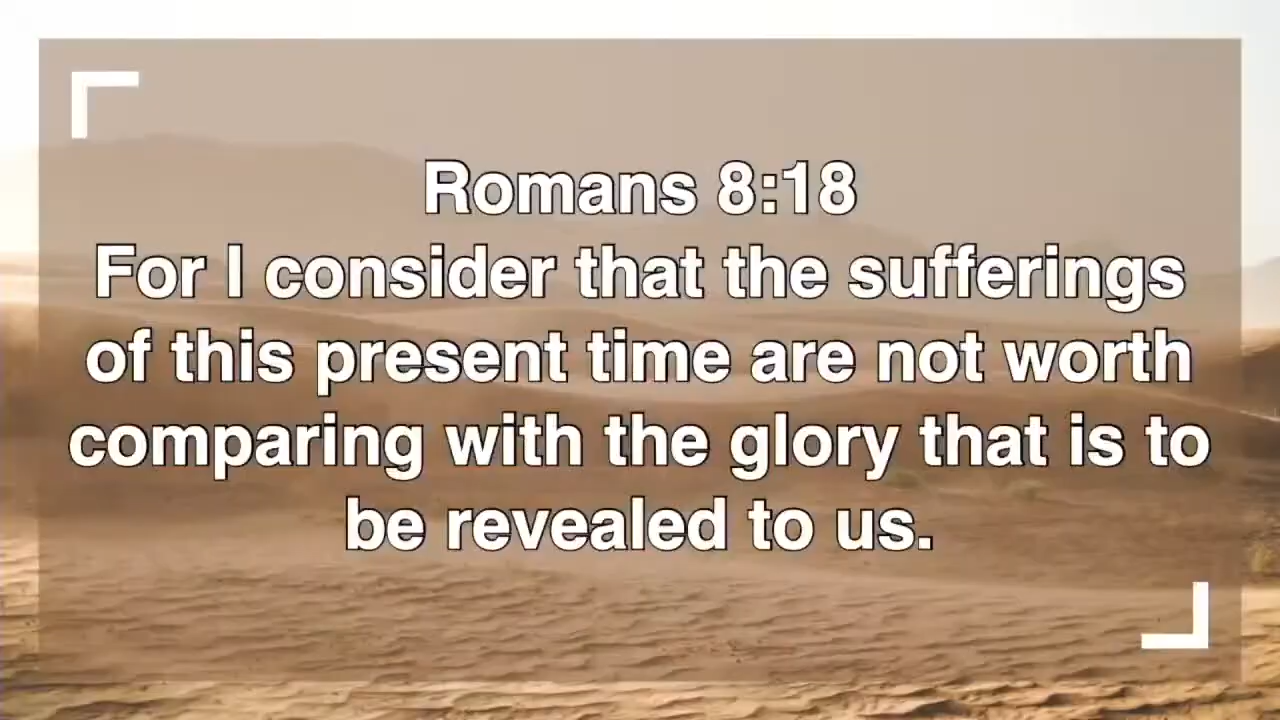 Romans 8:18
For I consider that the sufferings
of this present time are not worth
comparing with the glory that is to
be revealed to us.